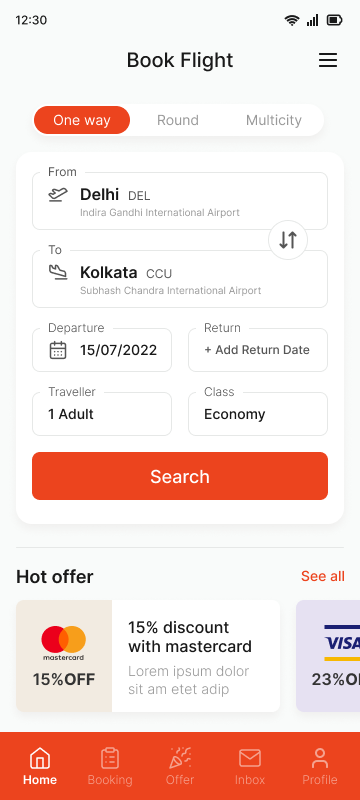 12:30
Book Flight
One way Round Multicity
From
Delhi DEL
Indira Gandhi International Airport
To
Kolkata CCU
Subhash Chandra International Airport
Departure Return
15/07/2022 + Add Return Date
Traveller Class
1 Adult Economy
Search
Hot offer See all
mastercard
15%OFF
15% discount
with mastercard
Lorem ipsum dolor
sit am etet adip
VISA
23%O
Home Booking Offer Inbox Profile